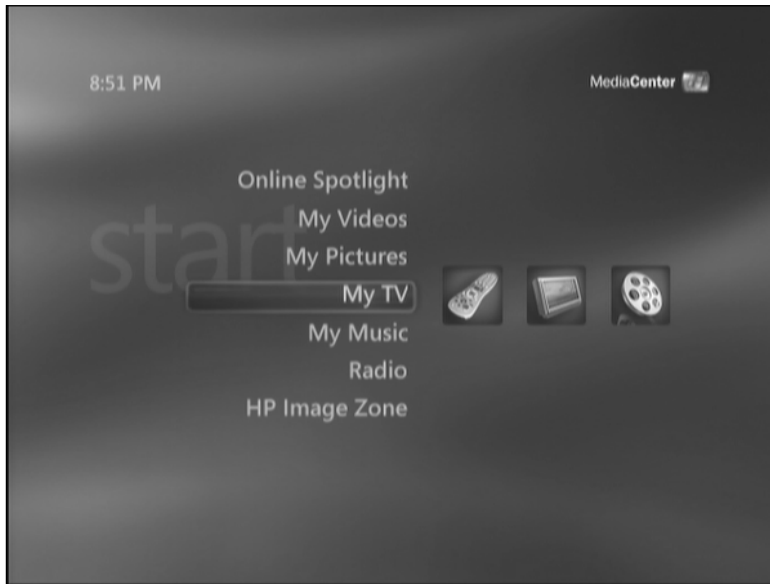 8:51 PM
MediaCenter
start
Online Spotlight
My Videos
My Pictures
My TV
My Music
Radio
HP Image Zone